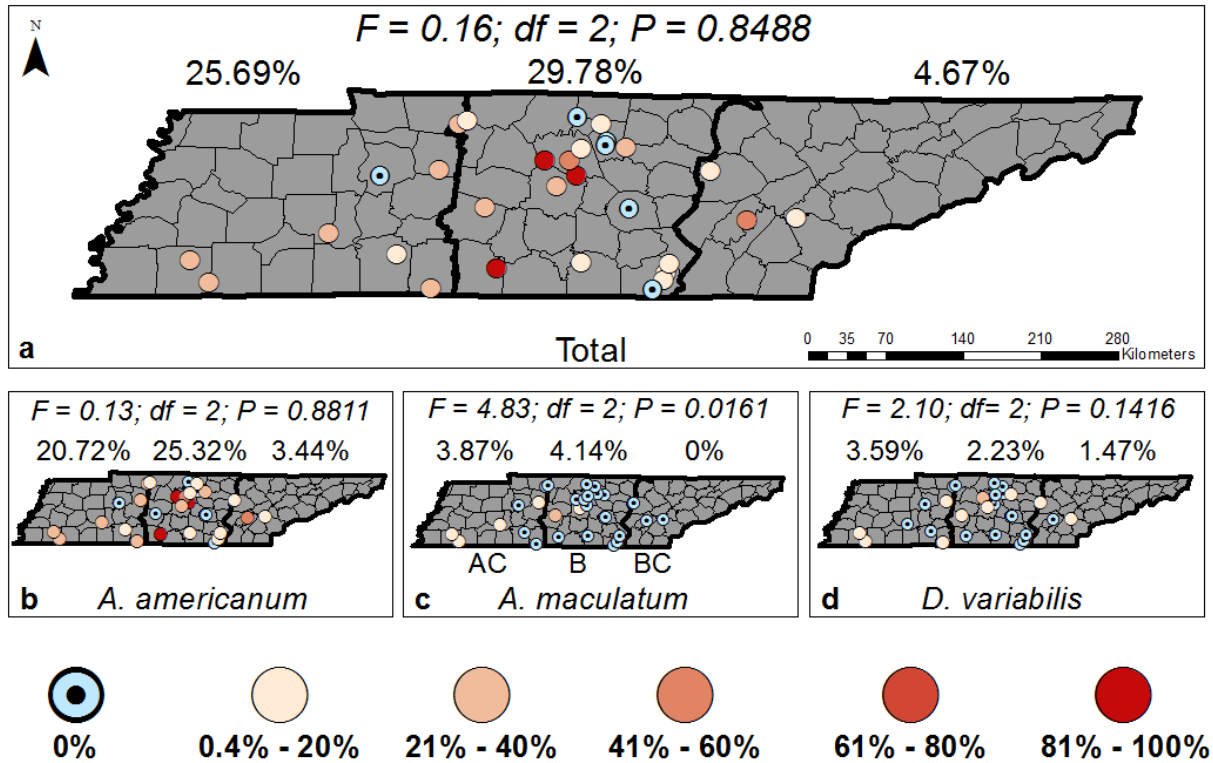 N
F = 0.16; df = 2; P = 0.8488
25.69% 29.78% 4.67%
a Total
0 35 70 140 210 280
Kilometers
F = 0.13; df = 2; P = 0.8811
20.72% 25.32% 3.44%
b A. americanum
F = 4.83; df = 2; P = 0.0161
3.87% 4.14% 0%
AC B BC
c A. maculatum
F = 2.10; df= 2; P = 0.1416
3.59% 2.23% 1.47%
d D. variabilis
0% 0.4% - 20% 21% - 40% 41% - 60% 61% - 80% 81% - 100%